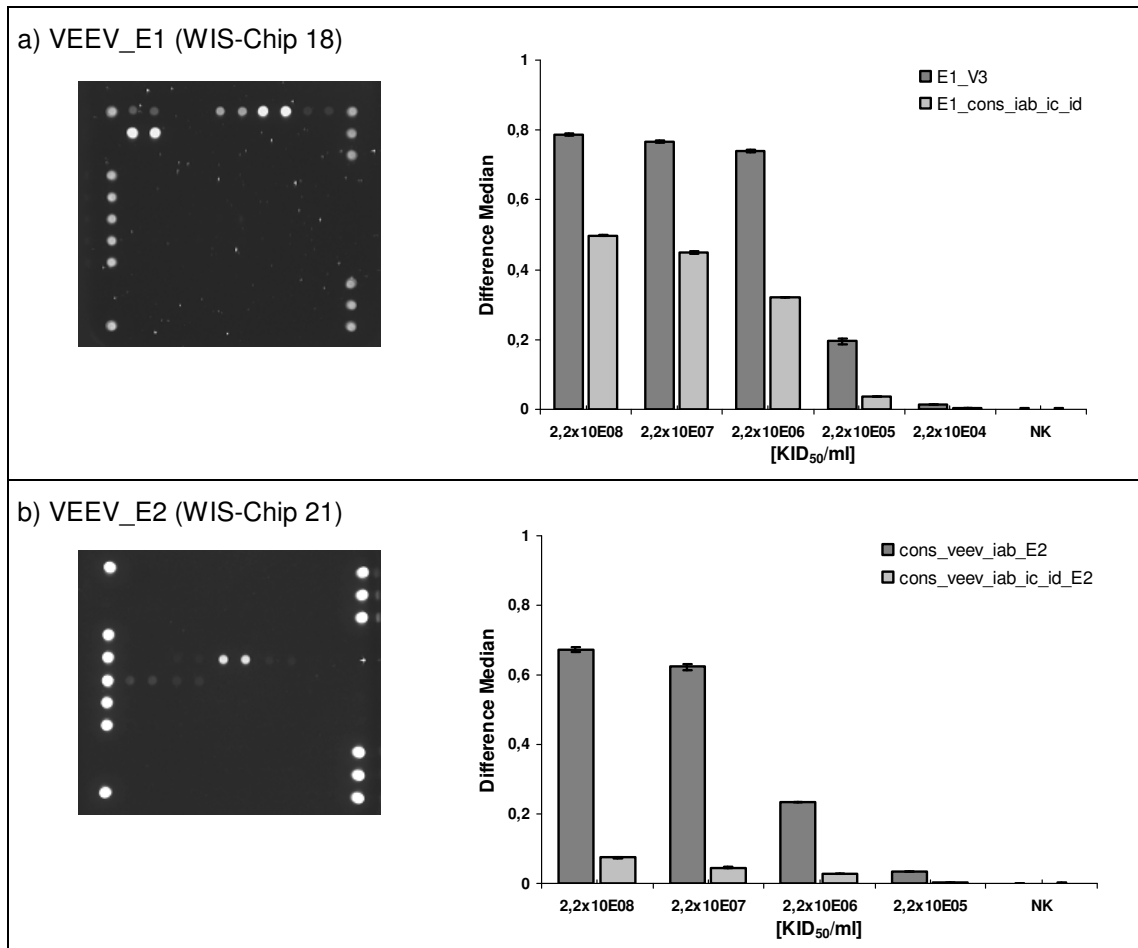 a) VEEV_E1 (WIS-Chip 18)
1
0,8
0,6
0,4
0,2
0
Difference Median
E1_V3
E1_cons_iab_ic_id
2,2x10E08 2,2x10E07 2,2x10E06 2,2x10E05 2,2x10E04 NK
[KID50/ml]
b) VEEV_E2 (WIS-Chip 21)
1
0,8
0,6
0,4
0,2
0
Difference Median
cons_veev_iab_E2
cons_veev_iab_ic_id_E2
2,2x10E08 2,2x10E07 2,2x10E06 2,2x10E05 NK
[KID50/ml]